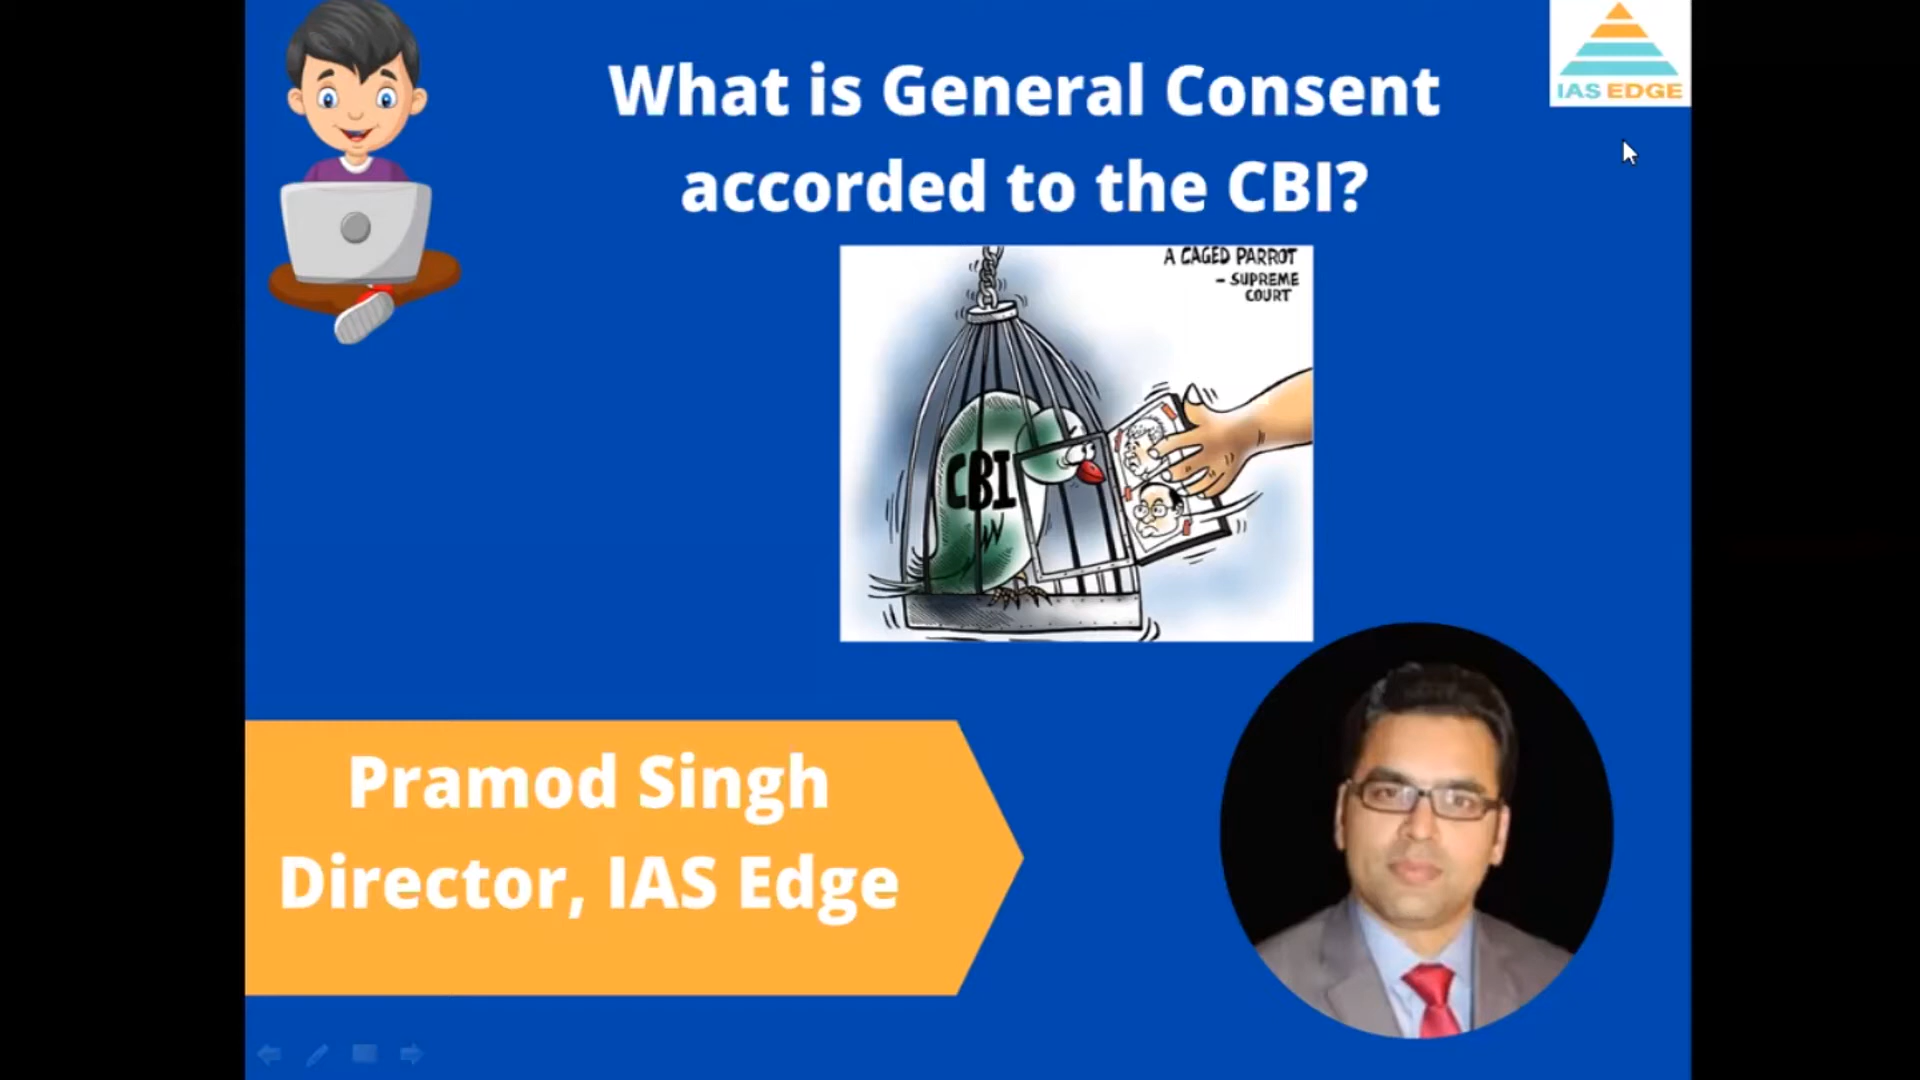 What is General Consent
accorded to the CBI?
IAS EDGE
A CAGED PARROT
– SUPREME
COURT
CBI
Pramod Singh
Director, IAS Edge